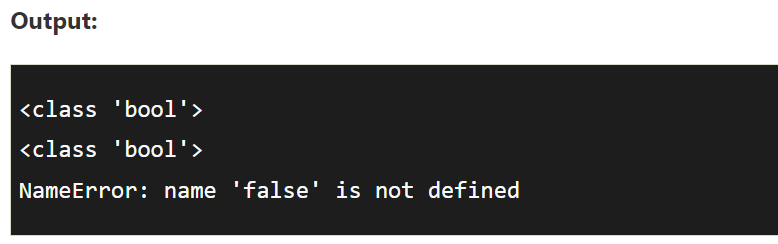 Output:
<class 'bool'>
<class 'bool'>
NameError: name 'false' is not defined